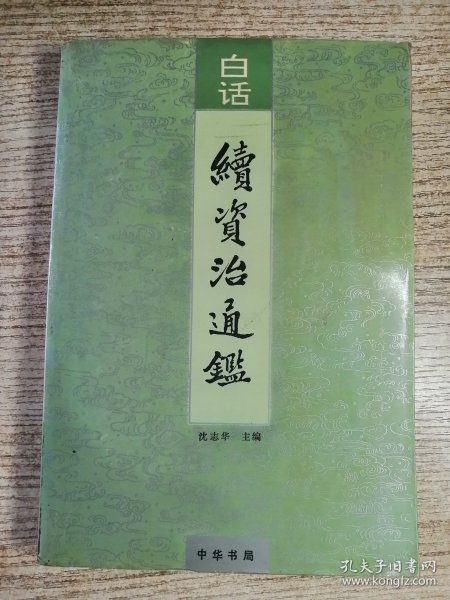 白话
續資治通鑑
沈志华 主编
中华书局
孔夫子旧书网
www.kongfz.com